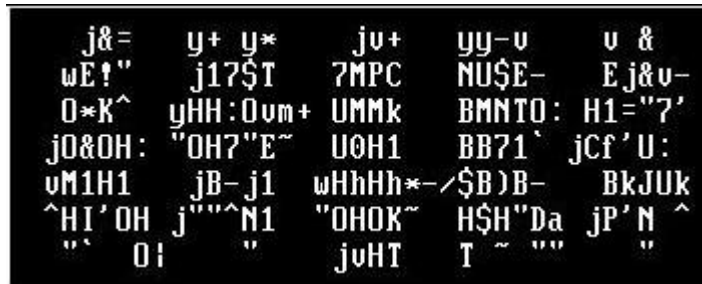 j&= y+ y* jv+ yy-v v &
wE!" j17$T 7MPC NU$E- Ej&v-
O*K^ yHH:Ovm+ UMMk BMNTO: H1="7'
jO&OH: "OH7"E~ U0H1 BB71` jCf'U:
vM1H1 jB-j1 wHhHh*-/$B)B- BkJUk
^HI'OH j""^N1 "OHOK~ H$H"Da jP'N ^
"` O¦ " jvHT T ~ "" "